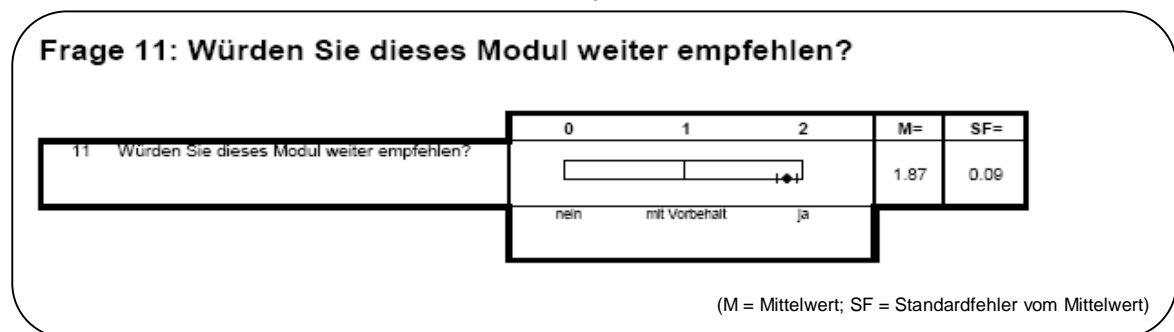 Frage 11: Würden Sie dieses Modul weiter empfehlen?
0 1 2 M= SF=
11 Würden Sie dieses Modul weiter empfehlen? 1.87 0.09
nein mit Vorbehalt ja
(M = Mittelwert; SF = Standardfehler vom Mittelwert)